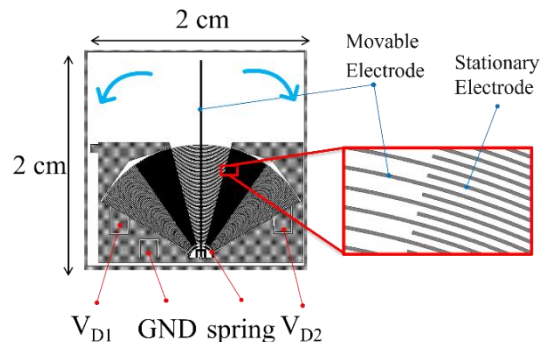 2 cm
Movable
Electrode
Stationary
Electrode
2 cm
V_D1 GND spring V_D2